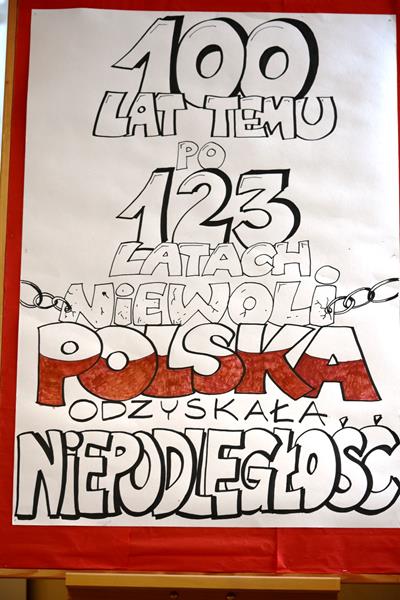 100
LAT TEMU
PO
123
LATACH
NIEWOLI
POLSKA
ODZYSKAŁA
NIEPODLEGŁOŚĆ